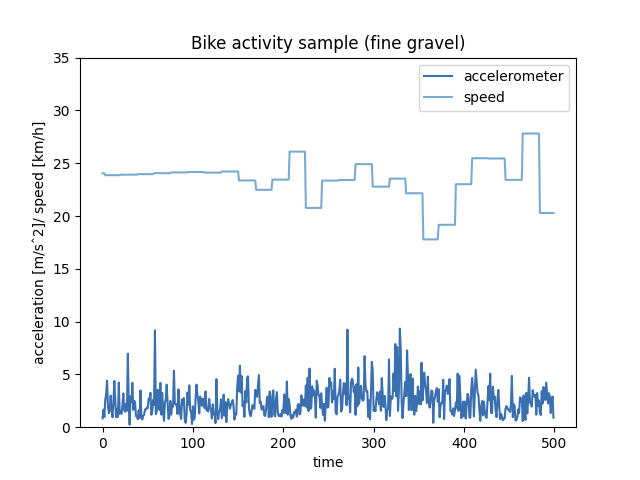 Bike activity sample (fine gravel)
accelerometer
speed
acceleration [m/sˆ2]/ speed [km/h]
35
30
25
20
15
10
5
0
0 100 200 300 400 500
time